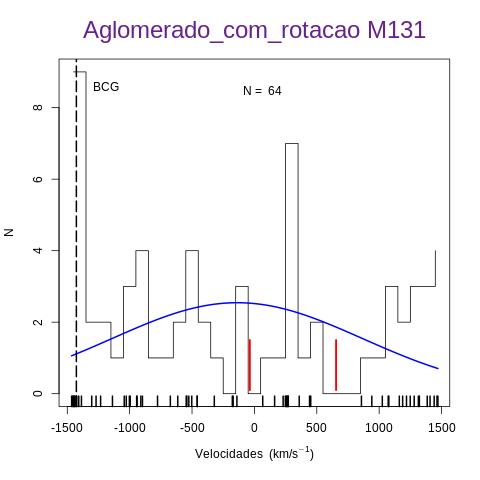 Aglomerado_com_rotacao M131
BCG
N = 64
N
8
6
4
2
0
-1500 -1000 -500 0 500 1000 1500
Velocidades (km/s⁻¹)